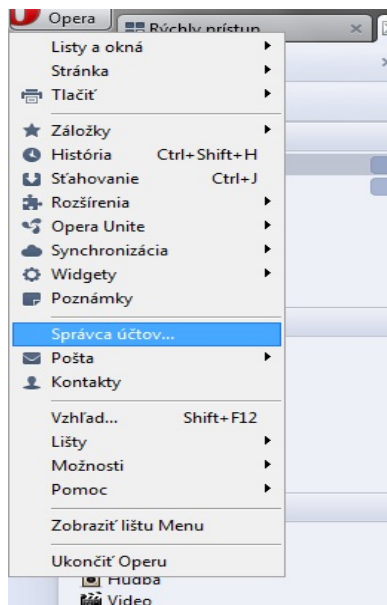 Opera
Rýchly prístup
Listy a okná
Stránka
Tlačiť
Záložky
História Ctrl+Shift+H
Sťahovanie Ctrl+J
Rozšírenia
Opera Unite
Synchronizácia
Widgety
Poznámky
Správca účtov...
Pošta
Kontakty
Vzhľad... Shift+F12
Lišty
Možnosti
Pomoc
Zobraziť lištu Menu
Ukončiť Operu
Hudba
Video